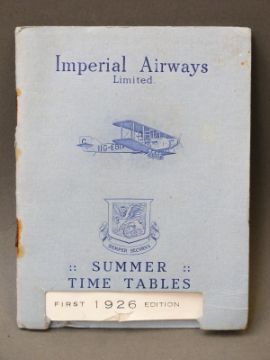 Imperial Airways
Limited.
:: SUMMER ::
TIME TABLES
FIRST 1926 EDITION